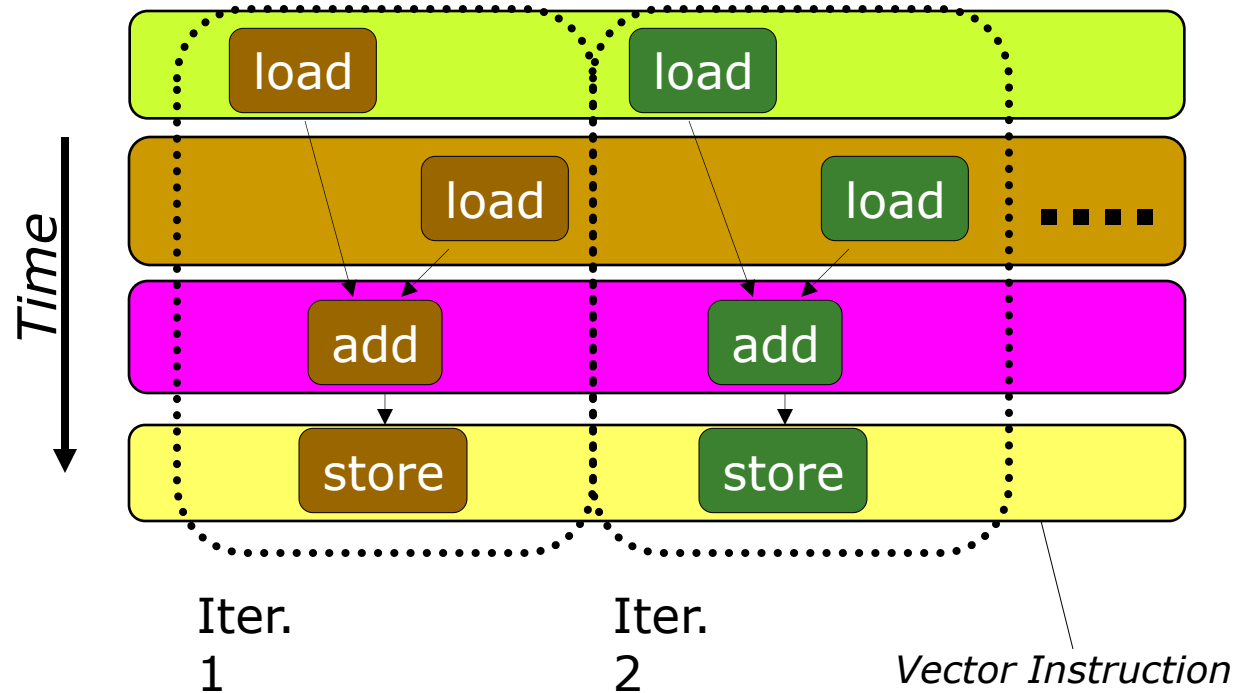 load load
load load
Time
add add
store store
Iter.
1
Iter.
2
Vector Instruction